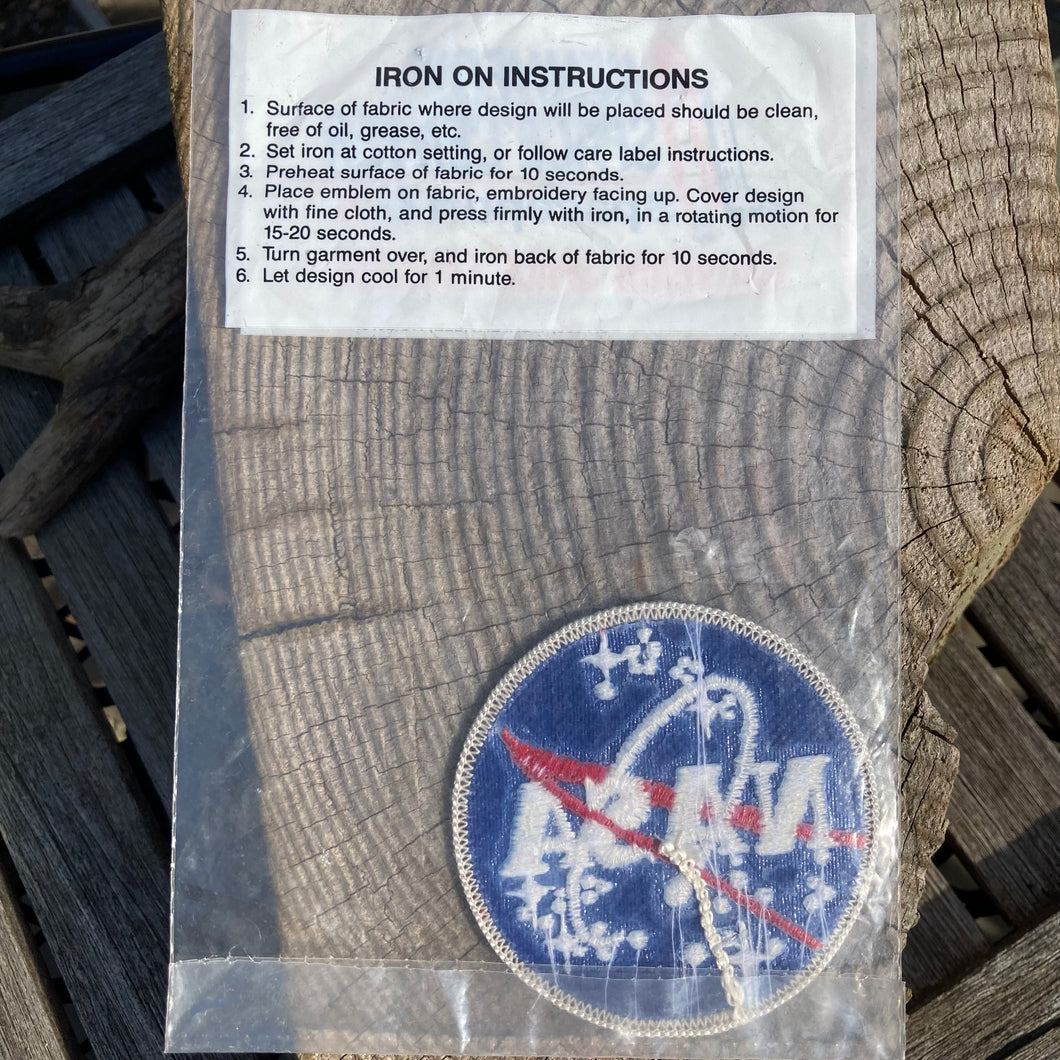 IRON ON INSTRUCTIONS
1. Surface of fabric where design will be placed should be clean,
free of oil, grease, etc.
2. Set iron at cotton setting, or follow care label instructions.
3. Preheat surface of fabric for 10 seconds.
4. Place emblem on fabric, embroidery facing up. Cover design
with fine cloth, and press firmly with iron, in a rotating motion for
15-20 seconds.
5. Turn garment over, and iron back of fabric for 10 seconds.
6. Let design cool for 1 minute.